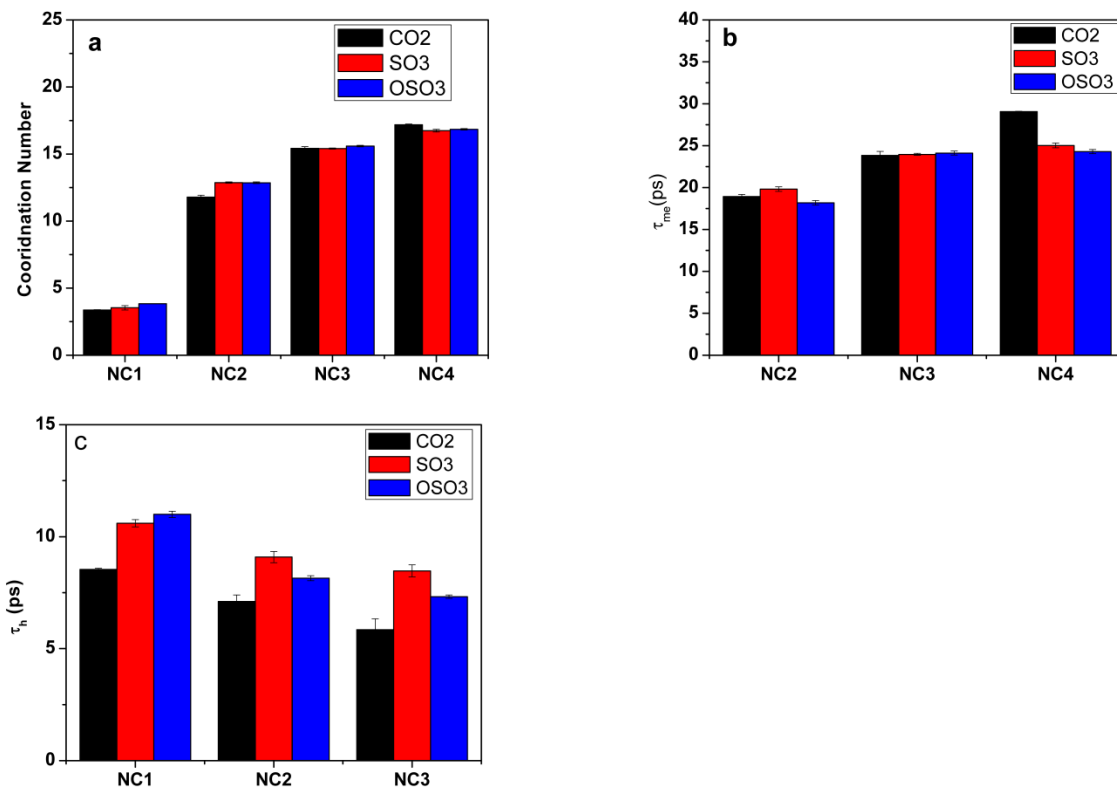 a
CO2
SO3
OSO3
Cooridnation Number
25
20
15
10
5
0
NC1 NC2 NC3 NC4
b
CO2
SO3
OSO3
τme(ps)
40
35
30
25
20
15
10
5
0
NC2 NC3 NC4
c
CO2
SO3
OSO3
τh (ps)
15
10
5
0
NC1 NC2 NC3